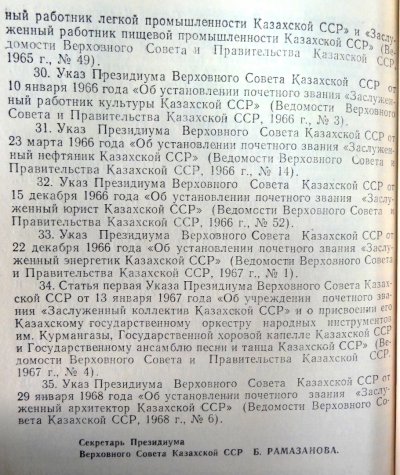 ный работник легкой промышленности Казахской ССР» и «Заслу-
женный работник пищевой промышленности Казахской ССР» (Ве-
домости Верховного Совета и Правительства Казахской ССР,
1965 г., № 49).
30. Указ Президиума Верховного Совета Казахской ССР от
10 января 1966 года «Об установлении почетного звания «Заслужен-
ный работник культуры Казахской ССР» (Ведомости Верховного
Совета и Правительства Казахской ССР, 1966 г., № 3).
31. Указ Президиума Верховного Совета Казахской ССР от
23 марта 1966 года «Об установлении почетного звания «Заслужен-
ный нефтяник Казахской ССР» (Ведомости Верховного Совета и
Правительства Казахской ССР, 1966 г., № 14).
32. Указ Президиума Верховного Совета Казахской ССР от
15 декабря 1966 года «Об установлении почетного звания «Заслу-
женный юрист Казахской ССР» (Ведомости Верховного Совета и
Правительства Казахской ССР, 1966 г., № 52).
33. Указ Президиума Верховного Совета Казахской ССР от
22 декабря 1966 года «Об установлении почетного звания «Заслу-
женный энергетик Казахской ССР» (Ведомости Верховного Совета
и Правительства Казахской ССР, 1967 г., № 1).
34. Статья первая Указа Президиума Верховного Совета Казах-
ской ССР от 13 января 1967 года «Об учреждении почетного зва-
ния «Заслуженный коллектив Казахской ССР» и о присвоении его
Казахскому государственному оркестру народных инструментов
им. Курмангазы, Государственной хоровой капелле Казахской ССР
и Государственному ансамблю песни и танца Казахской ССР» (Ве-
домости Верховного Совета и Правительства Казахской ССР,
1967 г., № 4).
35. Указ Президиума Верховного Совета Казахской ССР от
29 января 1968 года «Об установлении почетного звания «Заслу-
женный архитектор Казахской ССР» (Ведомости Верховного Со-
вета Казахской ССР, 1968 г., № 6).
Секретарь Президиума
Верховного Совета Казахской ССР Б. РАМАЗАНОВА.